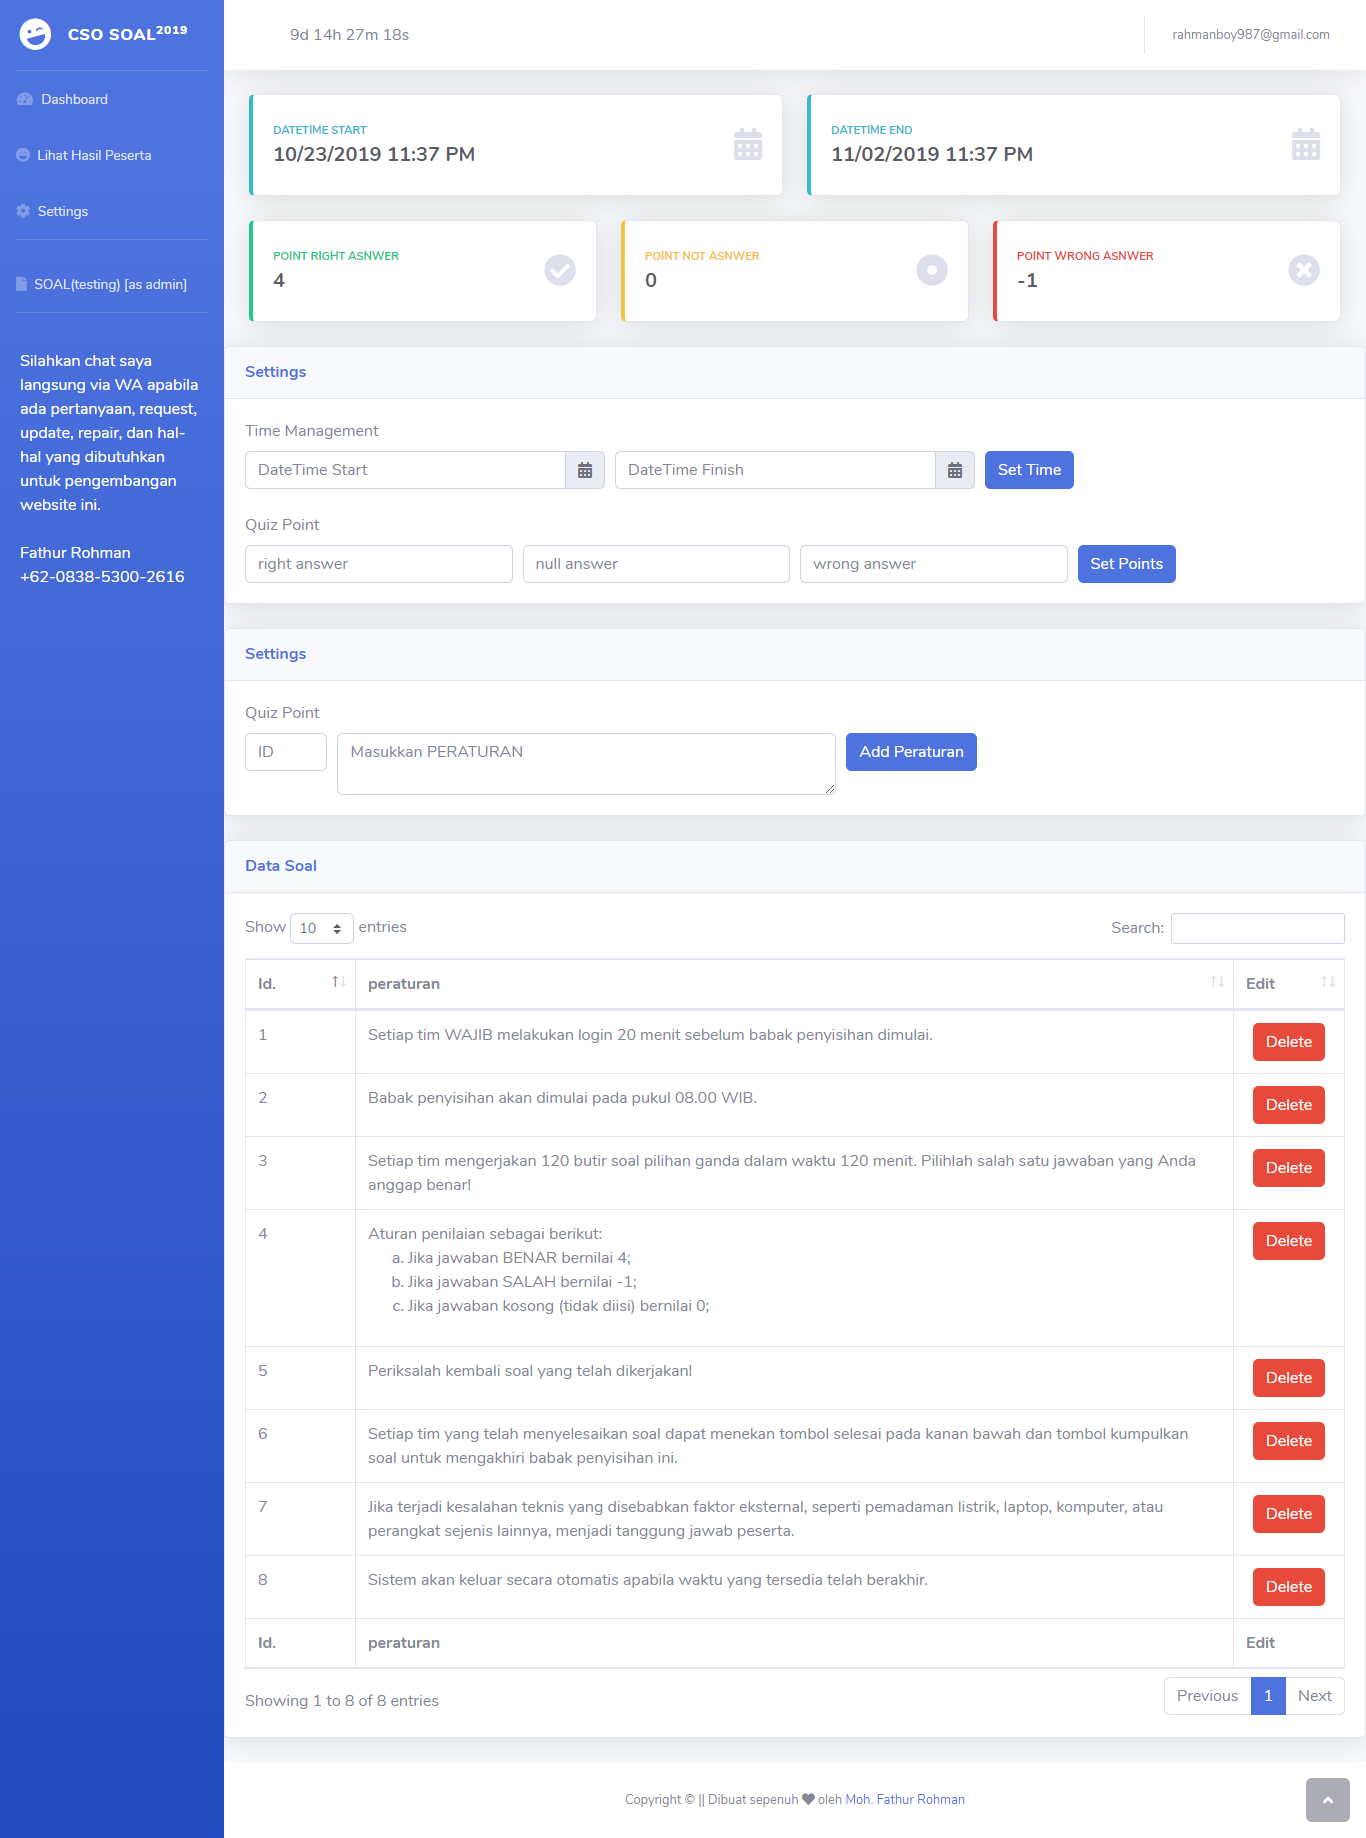 CSO SOAL2019
9d 14h 27m 18s
rahmanboy987@gmail.com
Dashboard
Lihat Hasil Peserta
Settings
SOAL(testing) [as admin]
Silahkan chat saya
langsung via WA apabila
ada pertanyaan, request,
update, repair, dan hal-
hal yang dibutuhkan
untuk pengembangan
website ini.
Fathur Rohman
+62-0838-5300-2616
DATETIME START
10/23/2019 11:37 PM
DATETIME END
11/02/2019 11:37 PM
POINT RIGHT ASNWER
4
POINT NOT ASNWER
0
POINT WRONG ASNWER
-1
Settings
Time Management
DateTime Start
DateTime Finish
Set Time
Quiz Point
right answer
null answer
wrong answer
Set Points
Settings
Quiz Point
ID
Masukkan PERATURAN
Add Peraturan
Data Soal
Show 10 entries
Search:
Id. peraturan Edit
1 Setiap tim WAJIB melakukan login 20 menit sebelum babak penyisihan dimulai. Delete
2 Babak penyisihan akan dimulai pada pukul 08.00 WIB. Delete
3 Setiap tim mengerjakan 120 butir soal pilihan ganda dalam waktu 120 menit. Pilihlah salah satu jawaban yang Anda Delete
anggap benar!
4 Aturan penilaian sebagai berikut: Delete
a. Jika jawaban BENAR bernilai 4;
b. Jika jawaban SALAH bernilai -1;
c. Jika jawaban kosong (tidak diisi) bernilai 0;
5 Periksalah kembali soal yang telah dikerjakan! Delete
6 Setiap tim yang telah menyelesaikan soal dapat menekan tombol selesai pada kanan bawah dan tombol kumpulkan Delete
soal untuk mengakhiri babak penyisihan ini.
7 Jika terjadi kesalahan teknis yang disebabkan faktor eksternal, seperti pemadaman listrik, laptop, komputer, atau Delete
perangkat sejenis lainnya, menjadi tanggung jawab peserta.
8 Sistem akan keluar secara otomatis apabila waktu yang tersedia telah berakhir. Delete
Id. peraturan Edit
Showing 1 to 8 of 8 entries
Previous 1 Next
Copyright © || Dibuat sepenuh ♥ oleh Moh. Fathur Rohman